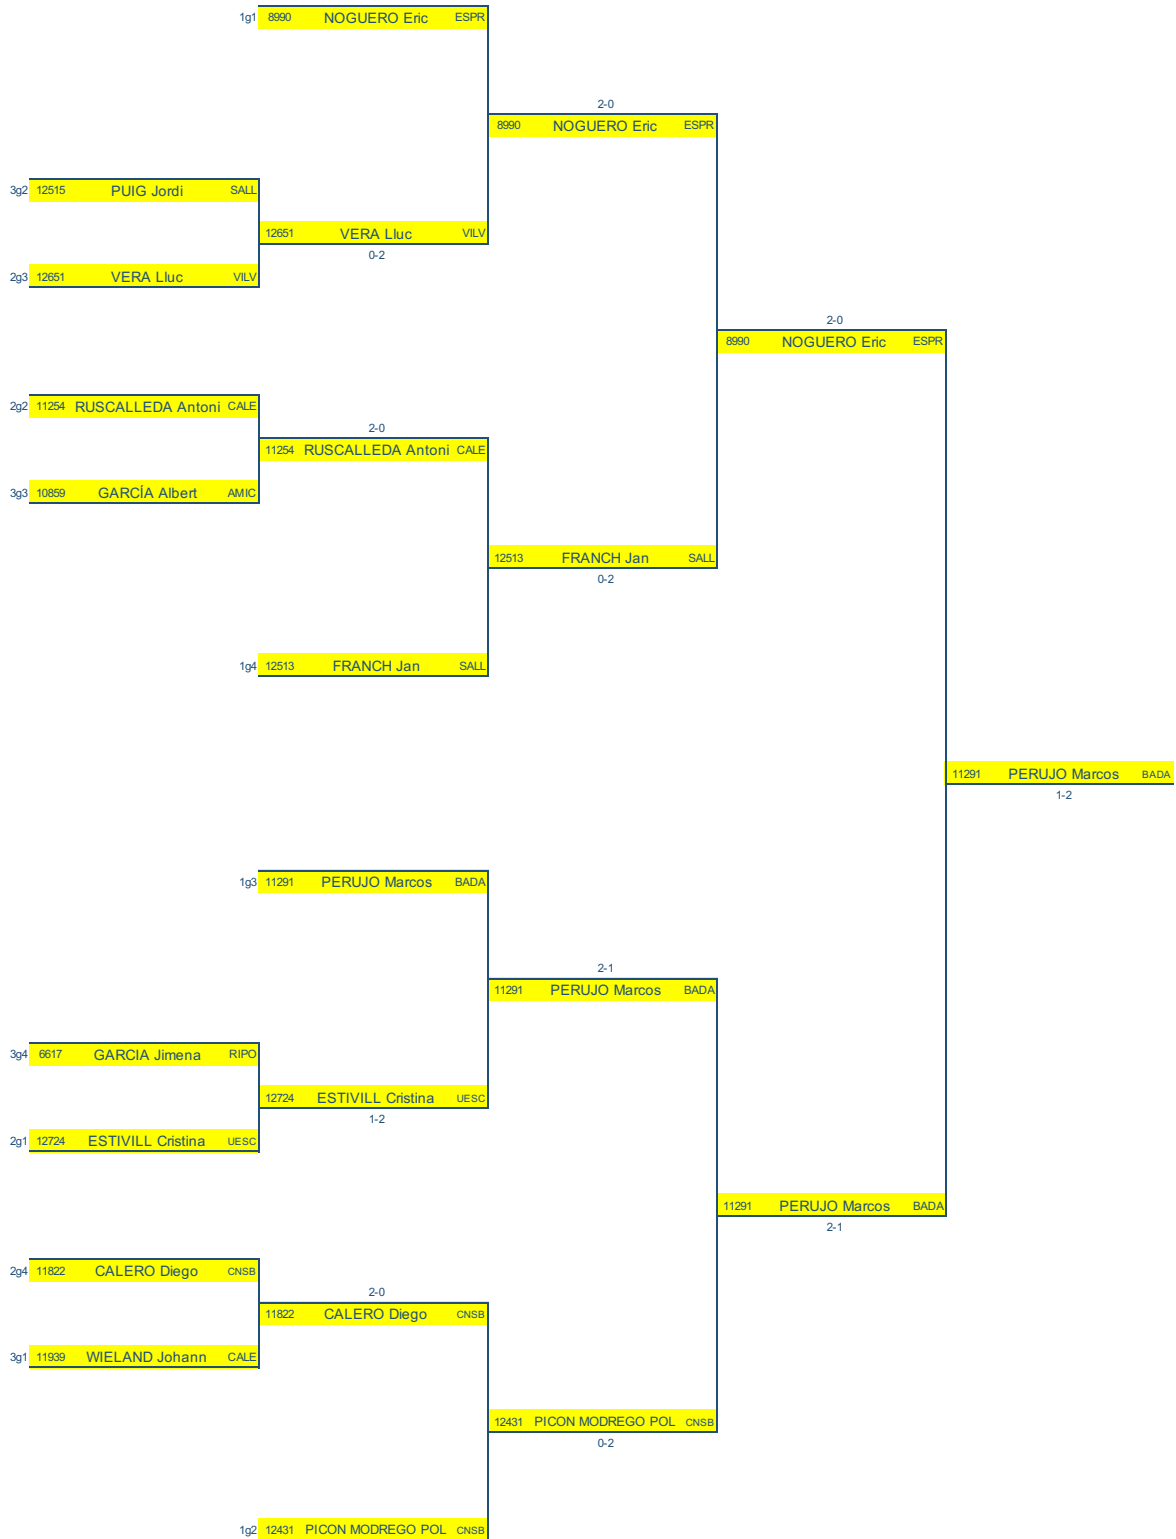 1g1 8990 NOGUERO Eric ESPR
2-0
8990 NOGUERO Eric ESPR
3g2 12515 PUIG Jordi SALL
12651 VERA Lluc VILV
0-2
2g3 12651 VERA Lluc VILV
2-0
8990 NOGUERO Eric ESPR
2g2 11254 RUSCALLEDA Antoni CALE
2-0
11254 RUSCALLEDA Antoni CALE
3g3 10859 GARCÍA Albert AMIC
12513 FRANCH Jan SALL
0-2
1g4 12513 FRANCH Jan SALL
11291 PERUJO Marcos BADA
1-2
1g3 11291 PERUJO Marcos BADA
2-1
11291 PERUJO Marcos BADA
3g4 6617 GARCIA Jimena RIPO
12724 ESTIVILL Cristina UESC
1-2
2g1 12724 ESTIVILL Cristina UESC
11291 PERUJO Marcos BADA
2-1
2g4 11822 CALERO Diego CNSB
2-0
11822 CALERO Diego CNSB
3g1 11939 WIELAND Johann CALE
12431 PICON MODREGO POL CNSB
0-2
1g2 12431 PICON MODREGO POL CNSB